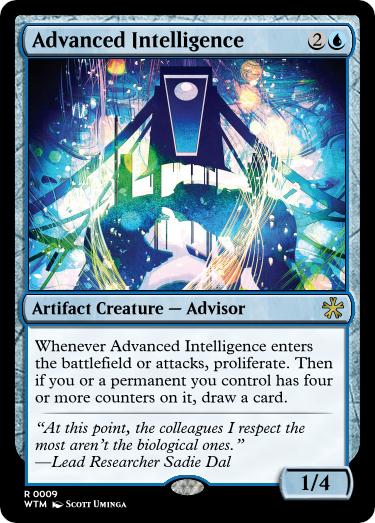 Advanced Intelligence 2
Artifact Creature — Advisor
Whenever Advanced Intelligence enters
the battlefield or attacks, proliferate. Then
if you or a permanent you control has four
or more counters on it, draw a card.
“At this point, the colleagues I respect the
most aren’t the biological ones.”
—Lead Researcher Sadie Dal
1/4
R 0009
WTM Scott Uminga